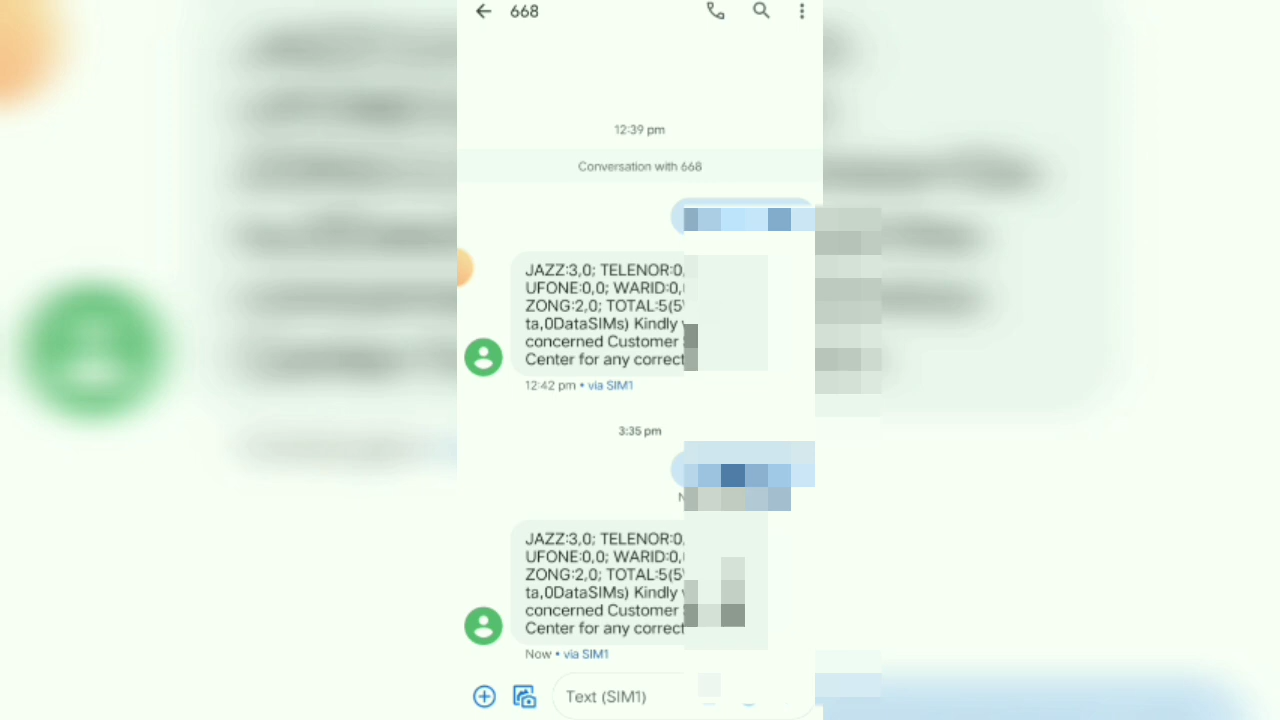 668
12:39 pm
Conversation with 668
JAZZ:3,0; TELENOR:0,
UFONE:0,0; WARID:0,
ZONG:2,0; TOTAL:5(5
ta,0DataSIMs) Kindly
concerned Customer
Center for any correct
12:42 pm • via SIM1
3:35 pm
JAZZ:3,0; TELENOR:0,
UFONE:0,0; WARID:0,
ZONG:2,0; TOTAL:5(5
ta,0DataSIMs) Kindly
concerned Customer
Center for any correct
Now • via SIM1
Text (SIM1)